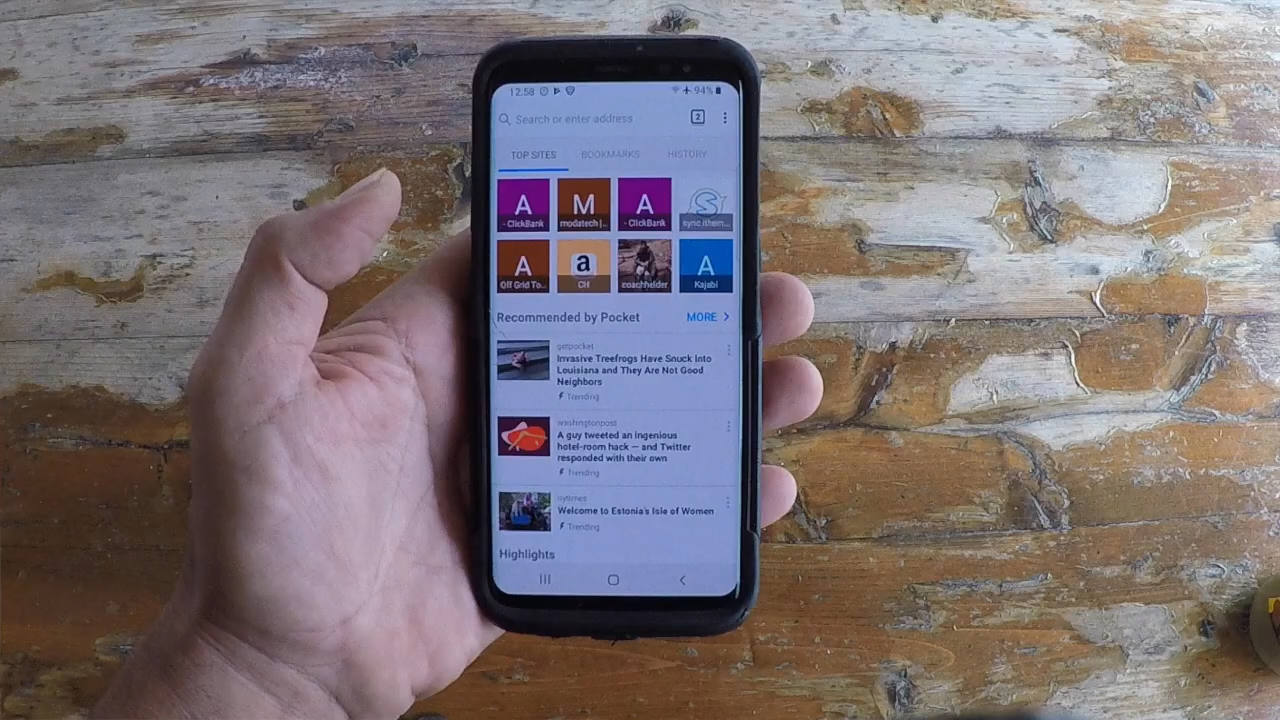 12:58 94%
Search or enter address 2
TOP SITES BOOKMARKS HISTORY
A M A S
- ClickBank modatech |.. - ClickBank sync.ithem...
A a A
Off Grid To... CH coachhelder Kajabi
Recommended by Pocket MORE >
getpocket
Invasive Treefrogs Have Snuck Into
Louisiana and They Are Not Good
Neighbors
Trending
washingtonpost
A guy tweeted an ingenious
hotel-room hack — and Twitter
responded with their own
Trending
nytimes
Welcome to Estonia's Isle of Women
Trending
Highlights